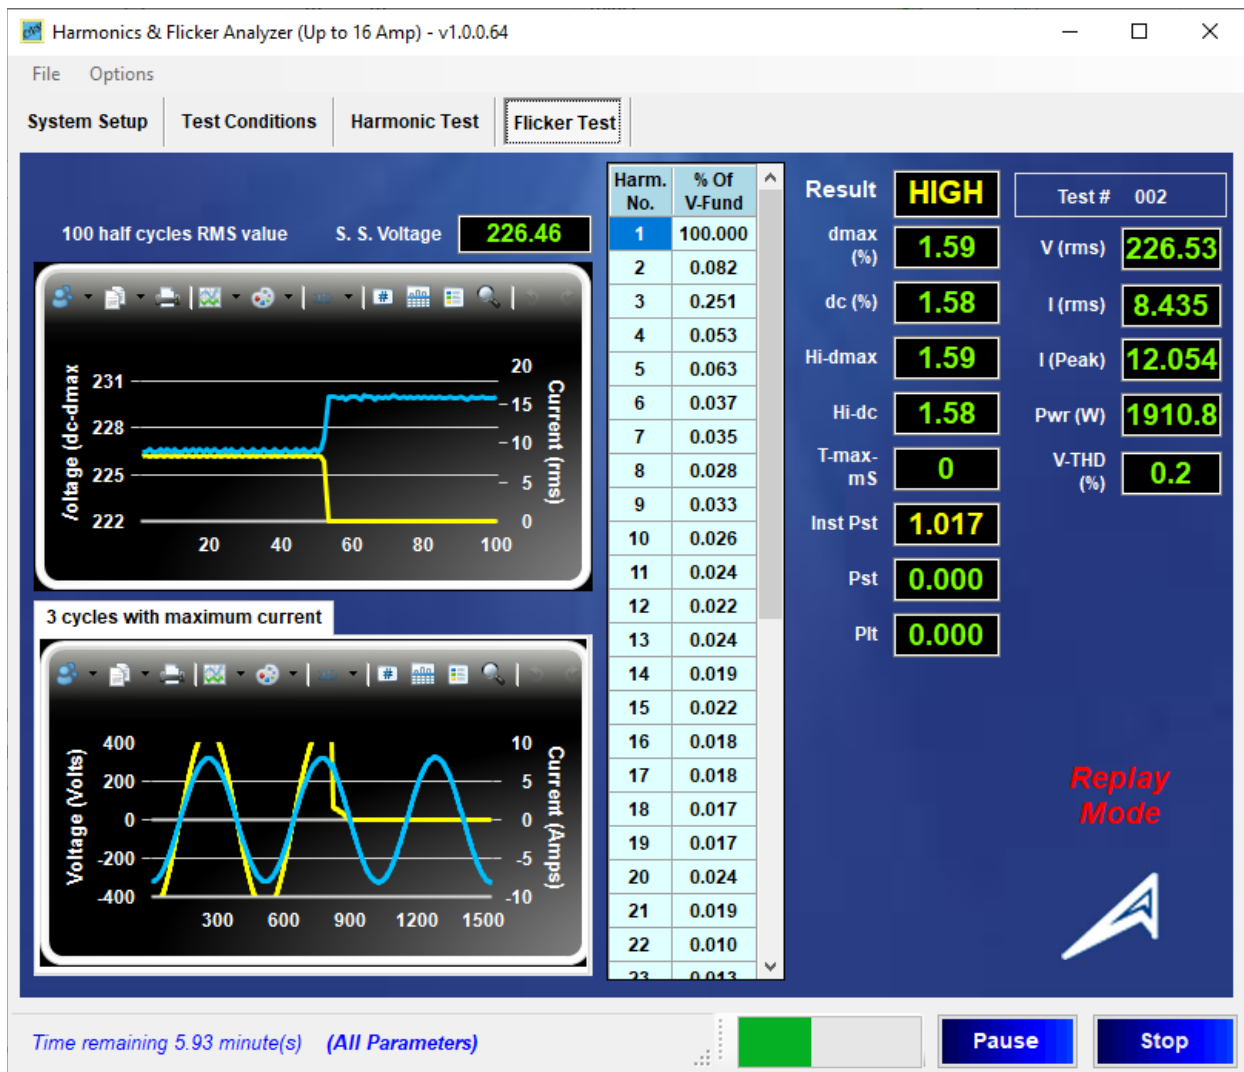 Harmonics & Flicker Analyzer (Up to 16 Amp) - v1.0.0.64
File Options
System Setup Test Conditions Harmonic Test Flicker Test
100 half cycles RMS value S. S. Voltage 226.46
Voltage (dc-dmax
231
228
225
222
20
15
10
5
0
Current (rms)
20 40 60 80 100
3 cycles with maximum current
Voltage (Volts)
400
200
0
-200
-400
10
5
0
-5
-10
Current (Amps)
300 600 900 1200 1500
Harm. No. % Of V-Fund
1 100.000
2 0.082
3 0.251
4 0.053
5 0.063
6 0.037
7 0.035
8 0.028
9 0.033
10 0.026
11 0.024
12 0.022
13 0.024
14 0.019
15 0.022
16 0.018
17 0.018
18 0.017
19 0.017
20 0.024
21 0.019
22 0.010
23 0.013
Result HIGH
dmax (%) 1.59
dc (%) 1.58
Hi-dmax 1.59
Hi-dc 1.58
T-max-mS 0
Inst Pst 1.017
Pst 0.000
Plt 0.000
Test # 002
V (rms) 226.53
I (rms) 8.435
I (Peak) 12.054
Pwr (W) 1910.8
V-THD (%) 0.2
Replay
Mode
Time remaining 5.93 minute(s) (All Parameters)
Pause Stop